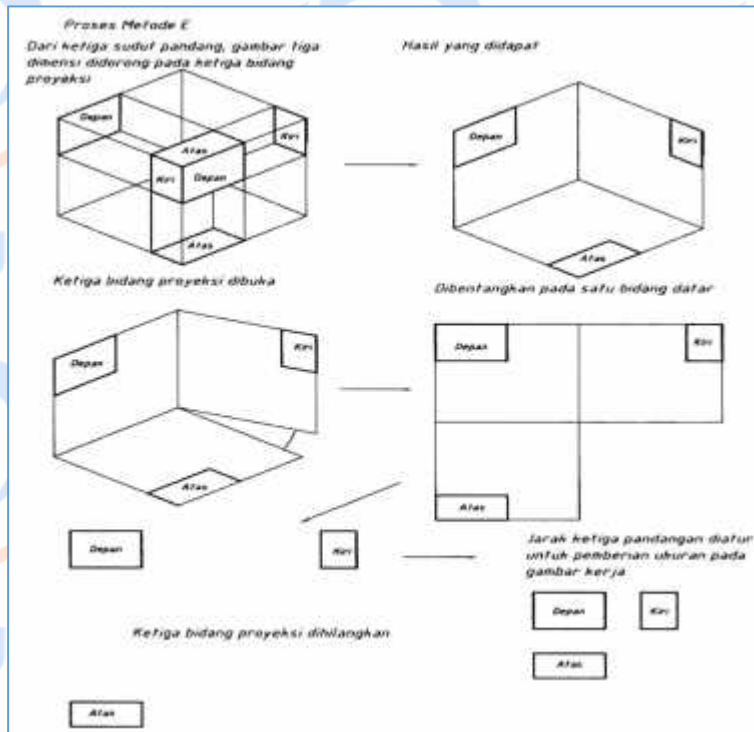 Proses Metode E
Dari ketiga sudut pandang, gambar tiga
dimensi didorong pada ketiga bidang
proyeksi
Hasil yang didapat
Depan
Kiri
Atas
Kiri
Depan
Atas
Depan
Kiri
Atas
Ketiga bidang proyeksi dibuka
Dibentangkan pada satu bidang datar
Depan
Kiri
Atas
Depan
Kiri
Atas
Depan
Kiri
Jarak ketiga pandangan diatur
untuk pemberian ukuran pada
gambar kerja
Depan
Kiri
Atas
Ketiga bidang proyeksi dihilangkan
Atas